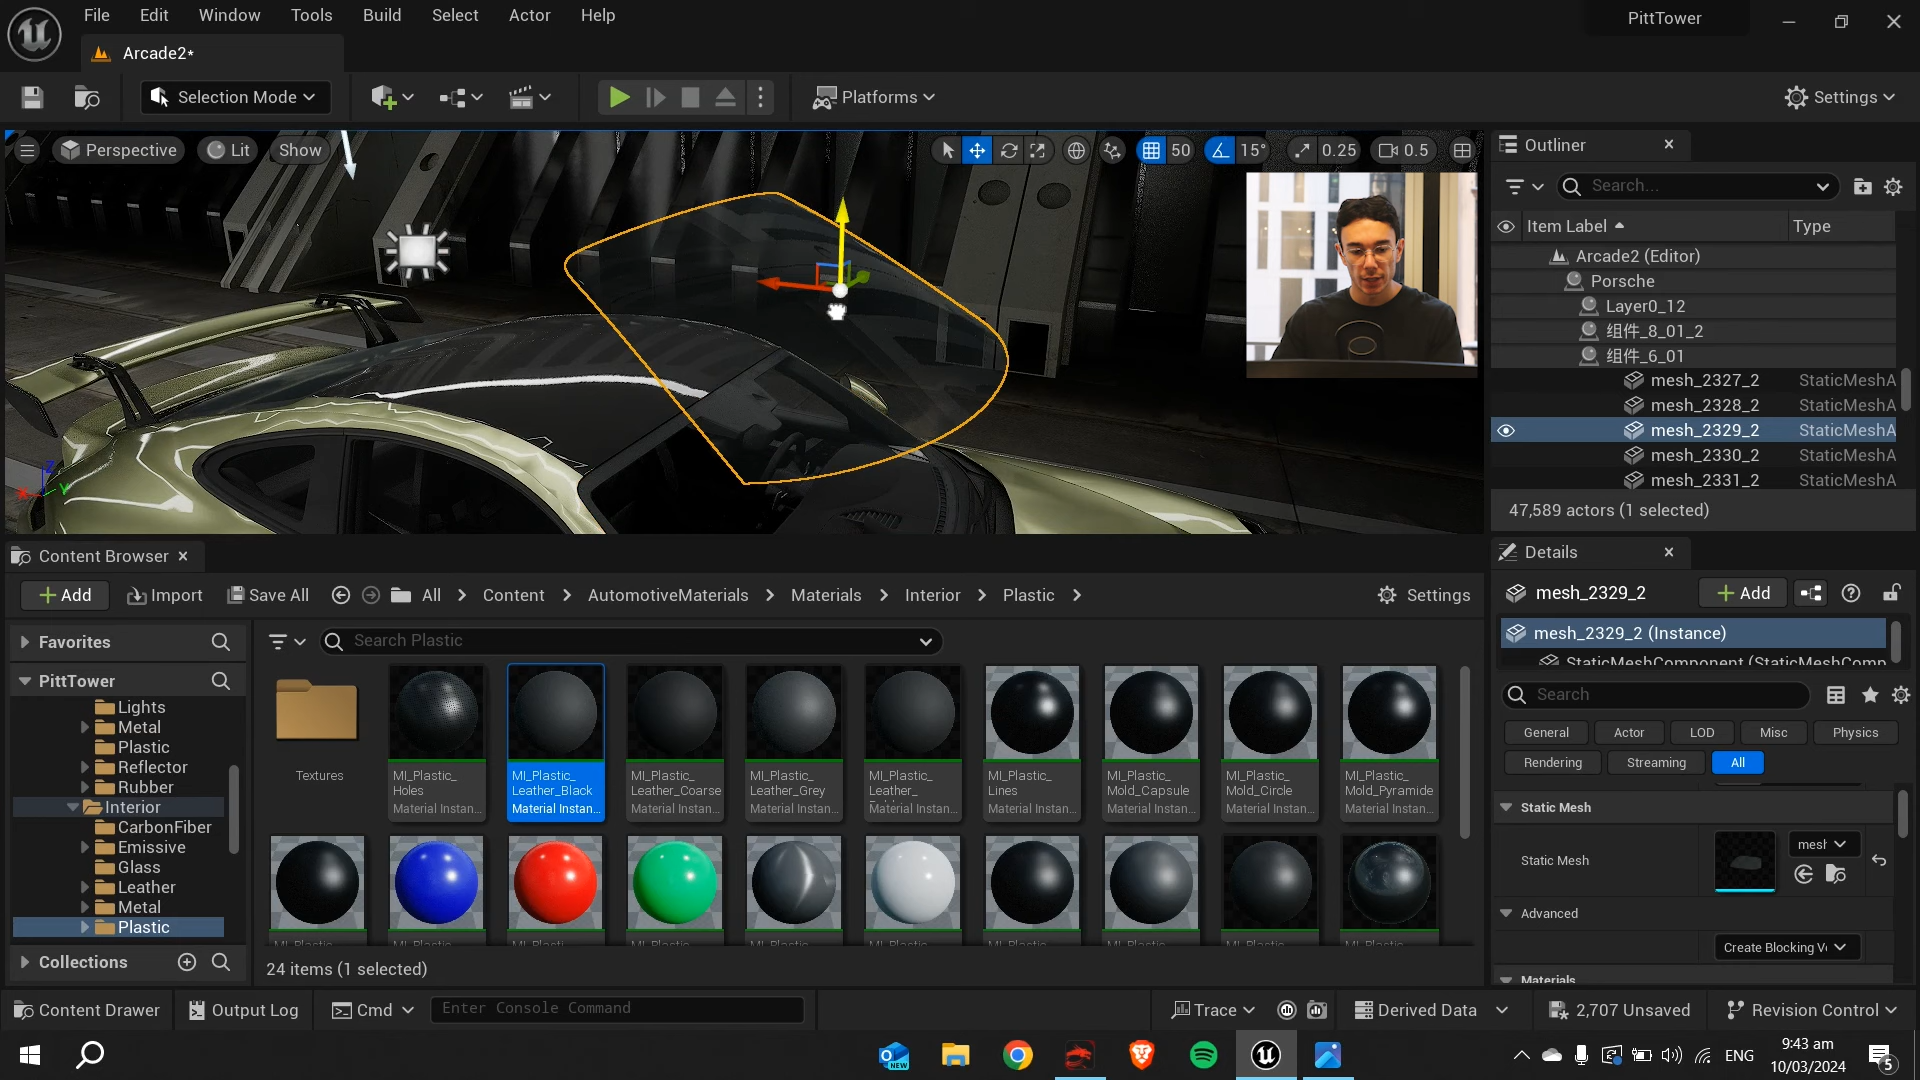 File Edit Window Tools Build Select Actor Help
PittTower
Arcade2*
Selection Mode
Platforms
Settings
Perspective Lit Show
50 15° 0.25 0.5
Outliner
Search...
Item Label Type
Arcade2 (Editor)
Porsche
Layer0_12
组件_8_01_2
组件_6_01
mesh_2327_2 StaticMeshA
mesh_2328_2 StaticMeshA
mesh_2329_2 StaticMeshA
mesh_2330_2 StaticMeshA
mesh_2331_2 StaticMeshA
47,589 actors (1 selected)
Z
Y
Content Browser
Add Import Save All All Content AutomotiveMaterials Materials Interior Plastic Settings
Favorites
PittTower
Lights
Metal
Plastic
Reflector
Rubber
Interior
CarbonFiber
Emissive
Glass
Leather
Metal
Plastic
Collections
Search Plastic
Textures
MI_Plastic_
Holes
Material Instan...
MI_Plastic_
Leather_Black
Material Instan...
MI_Plastic_
Leather_Coarse
Material Instan...
MI_Plastic_
Leather_Grey
Material Instan...
MI_Plastic_
Leather_
Material Instan...
MI_Plastic_
Lines
Material Instan...
MI_Plastic_
Mold_Capsule
Material Instan...
MI_Plastic_
Mold_Circle
Material Instan...
MI_Plastic_
Mold_Pyramide
Material Instan...
24 items (1 selected)
Details
mesh_2329_2 Add
mesh_2329_2 (Instance)
StaticMeshComponent (StaticMeshComp
Search
General Actor LOD Misc Physics
Rendering Streaming All
Static Mesh
Static Mesh mesh
Advanced
Create Blocking V
Materials
Content Drawer Output Log Cmd Enter Console Command Trace Derived Data 2,707 Unsaved Revision Control
NEW
ENG
9:43 am
10/03/2024
5